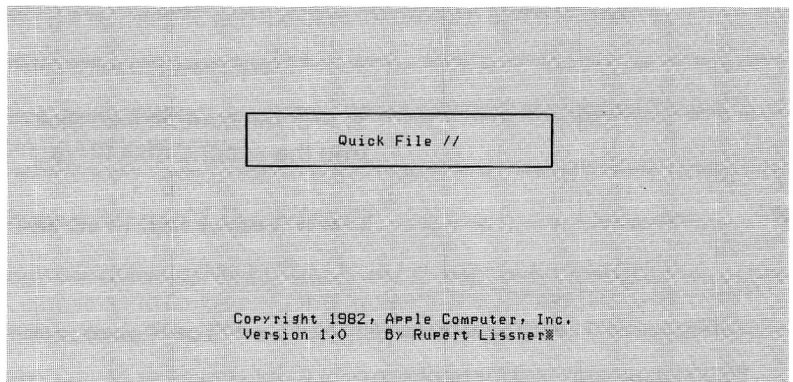 Quick File //
Copyright 1982, Apple Computer, Inc.
Version 1.0 By Rupert Lissner